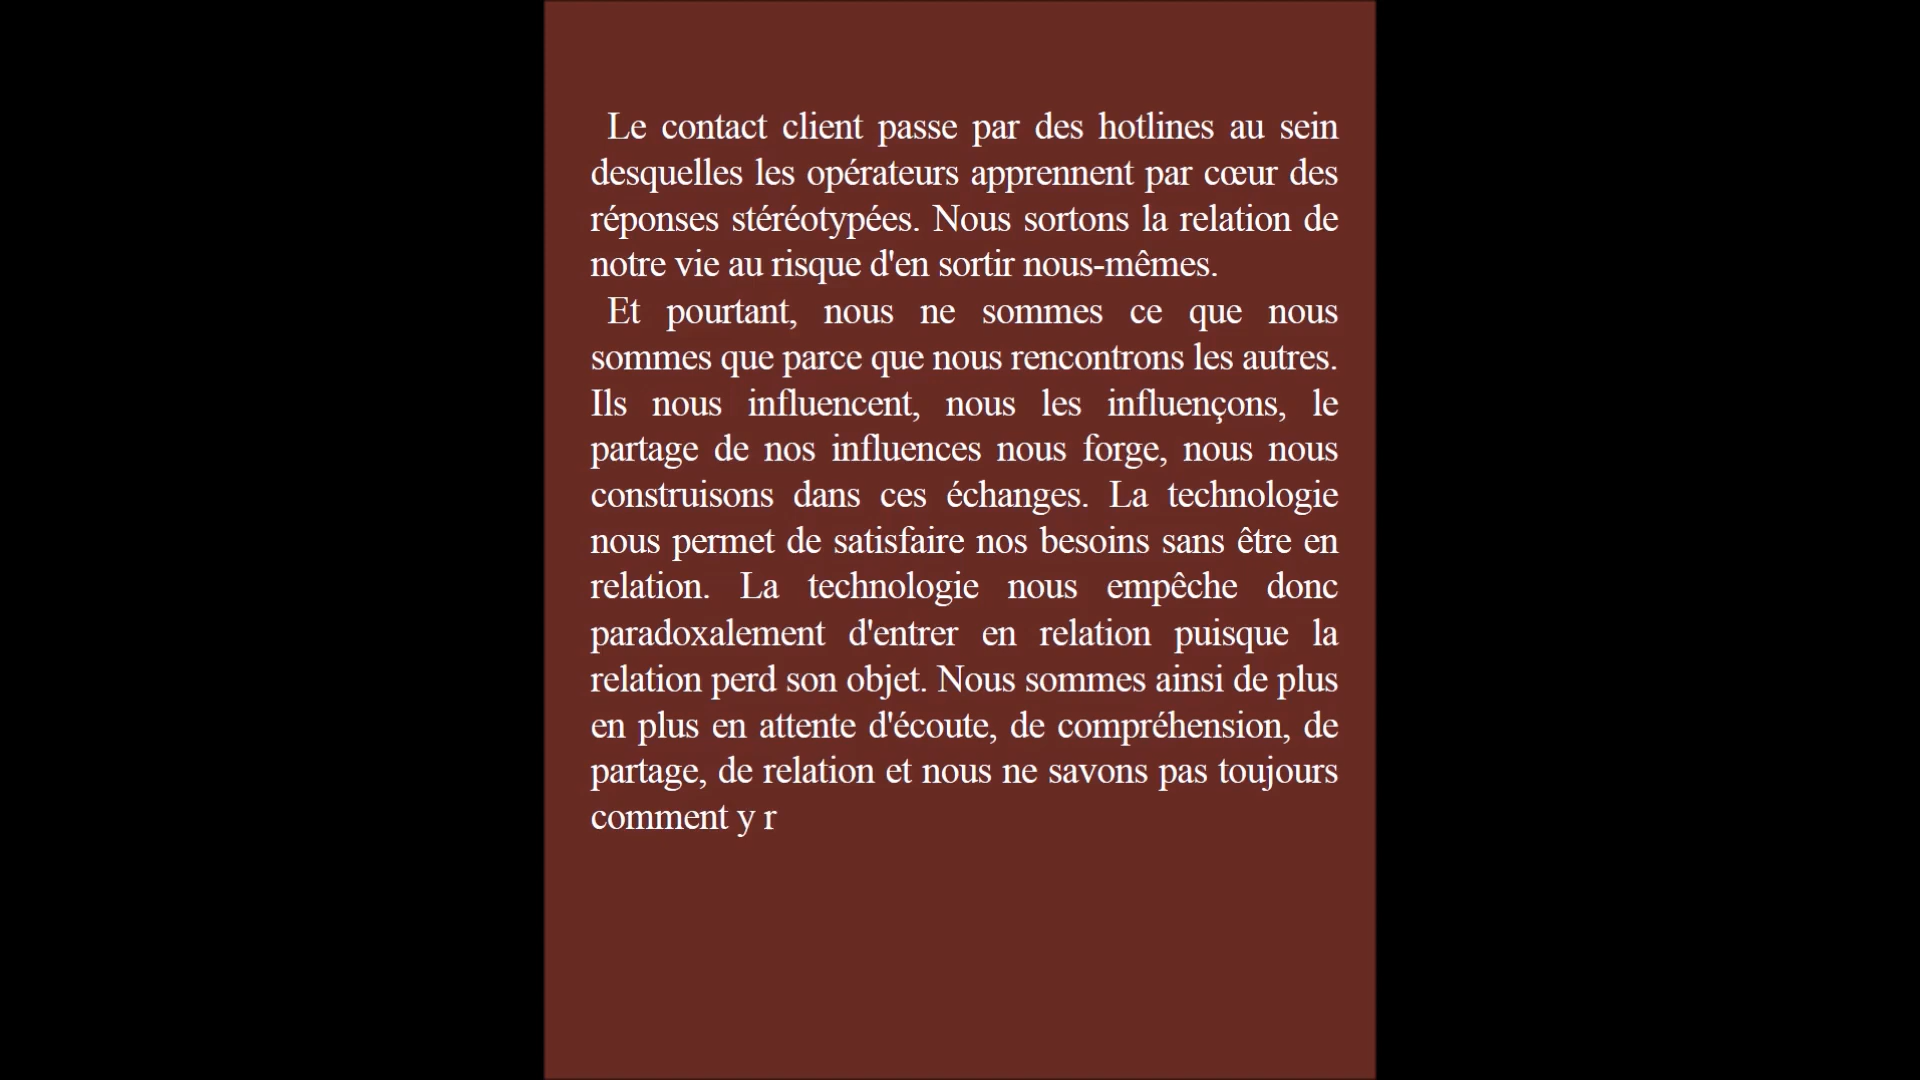 Le contact client passe par des hotlines au sein
desquelles les opérateurs apprennent par cœur des
réponses stéréotypées. Nous sortons la relation de
notre vie au risque d'en sortir nous-mêmes.
Et pourtant, nous ne sommes ce que nous
sommes que parce que nous rencontrons les autres.
Ils nous influencent, nous les influençons, le
partage de nos influences nous forge, nous nous
construisons dans ces échanges. La technologie
nous permet de satisfaire nos besoins sans être en
relation. La technologie nous empêche donc
paradoxalement d'entrer en relation puisque la
relation perd son objet. Nous sommes ainsi de plus
en plus en attente d'écoute, de compréhension, de
partage, de relation et nous ne savons pas toujours
comment y r